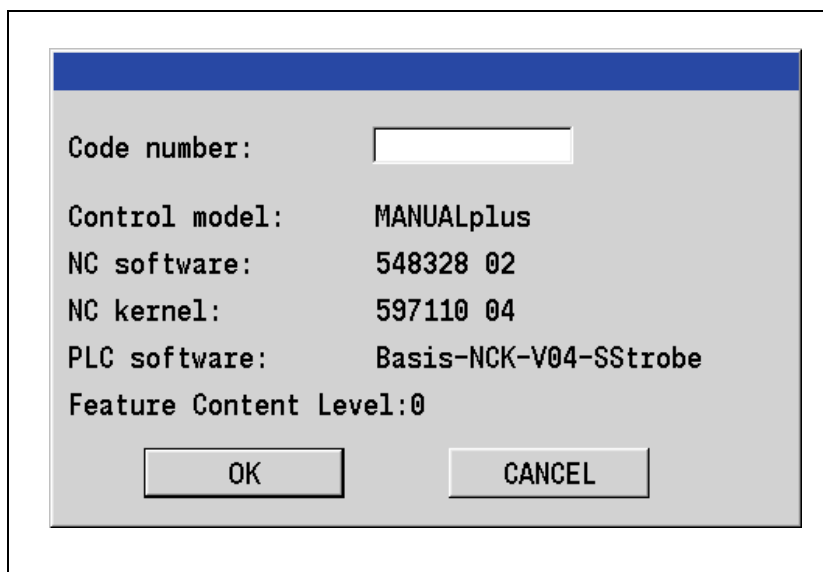 Code number:
Control model: MANUALplus
NC software: 548328 02
NC kernel: 597110 04
PLC software: Basis-NCK-V04-SStrobe
Feature Content Level:0
OK CANCEL